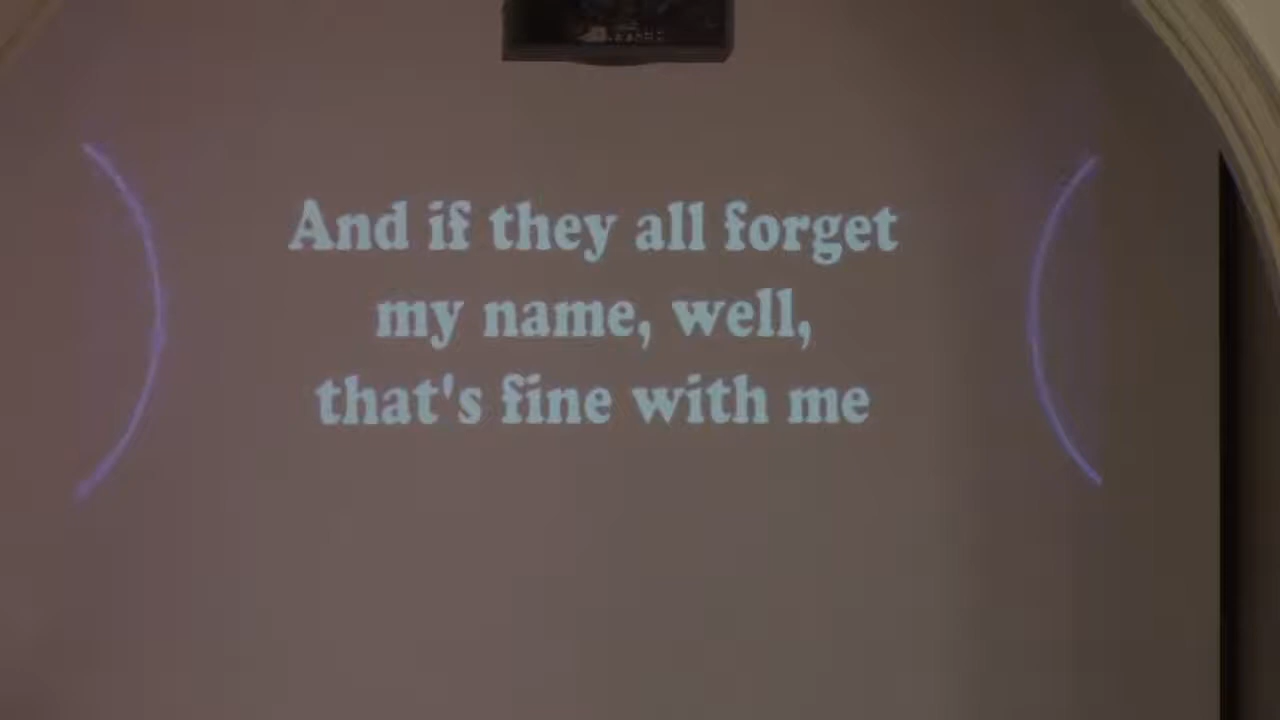 And if they all forget
my name, well,
that's fine with me